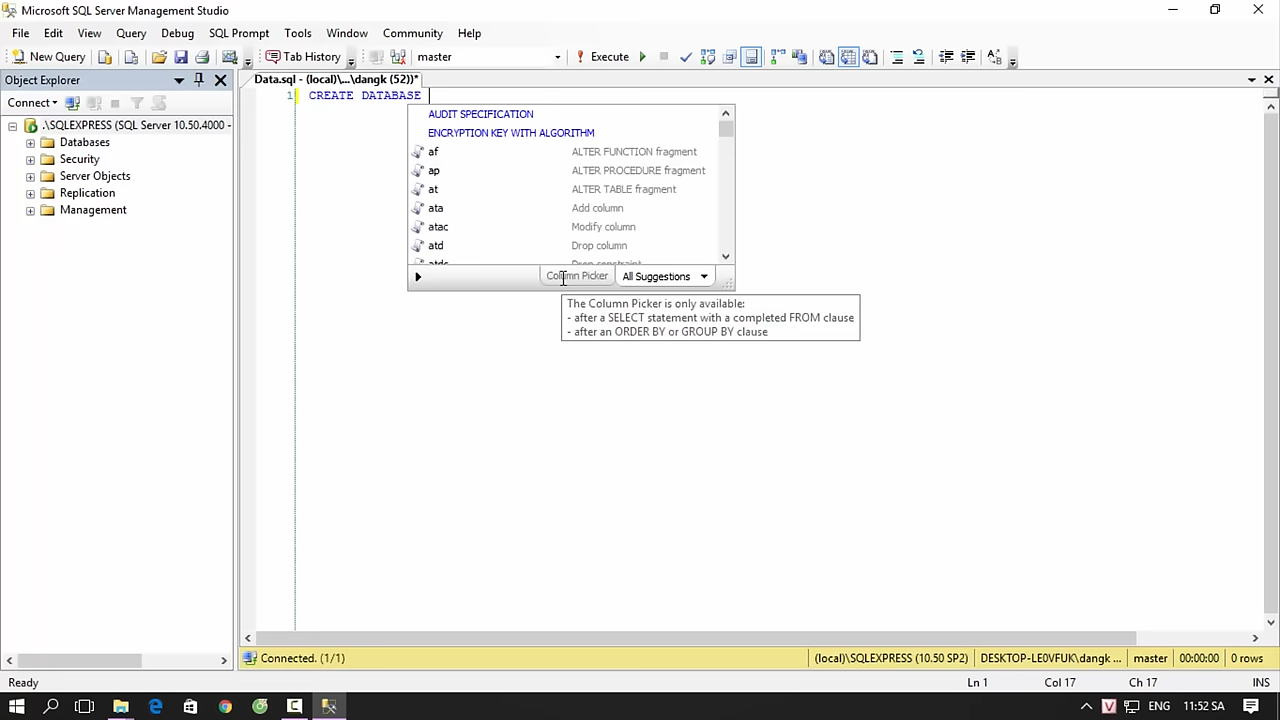 Microsoft SQL Server Management Studio
File Edit View Query Debug SQL Prompt Tools Window Community Help
New Query Tab History master Execute
Object Explorer
Data.sql - (local)\...\dangk (52))*
Connect
1 CREATE DATABASE
.\SQLEXPRESS (SQL Server 10.50.4000 -
Databases
Security
Server Objects
Replication
Management
AUDIT SPECIFICATION
ENCRYPTION KEY WITH ALGORITHM
af ALTER FUNCTION fragment
ap ALTER PROCEDURE fragment
at ALTER TABLE fragment
ata Add column
atac Modify column
atd Drop column
atdc Drop constraint
Column Picker All Suggestions
The Column Picker is only available:
- after a SELECT statement with a completed FROM clause
- after an ORDER BY or GROUP BY clause
Connected. (1/1) (local)\SQLEXPRESS (10.50 SP2) DESKTOP-LE0VFUK\dangk ... master 00:00:00 0 rows
Ready Ln 1 Col 17 Ch 17 INS
V ENG 11:52 SA